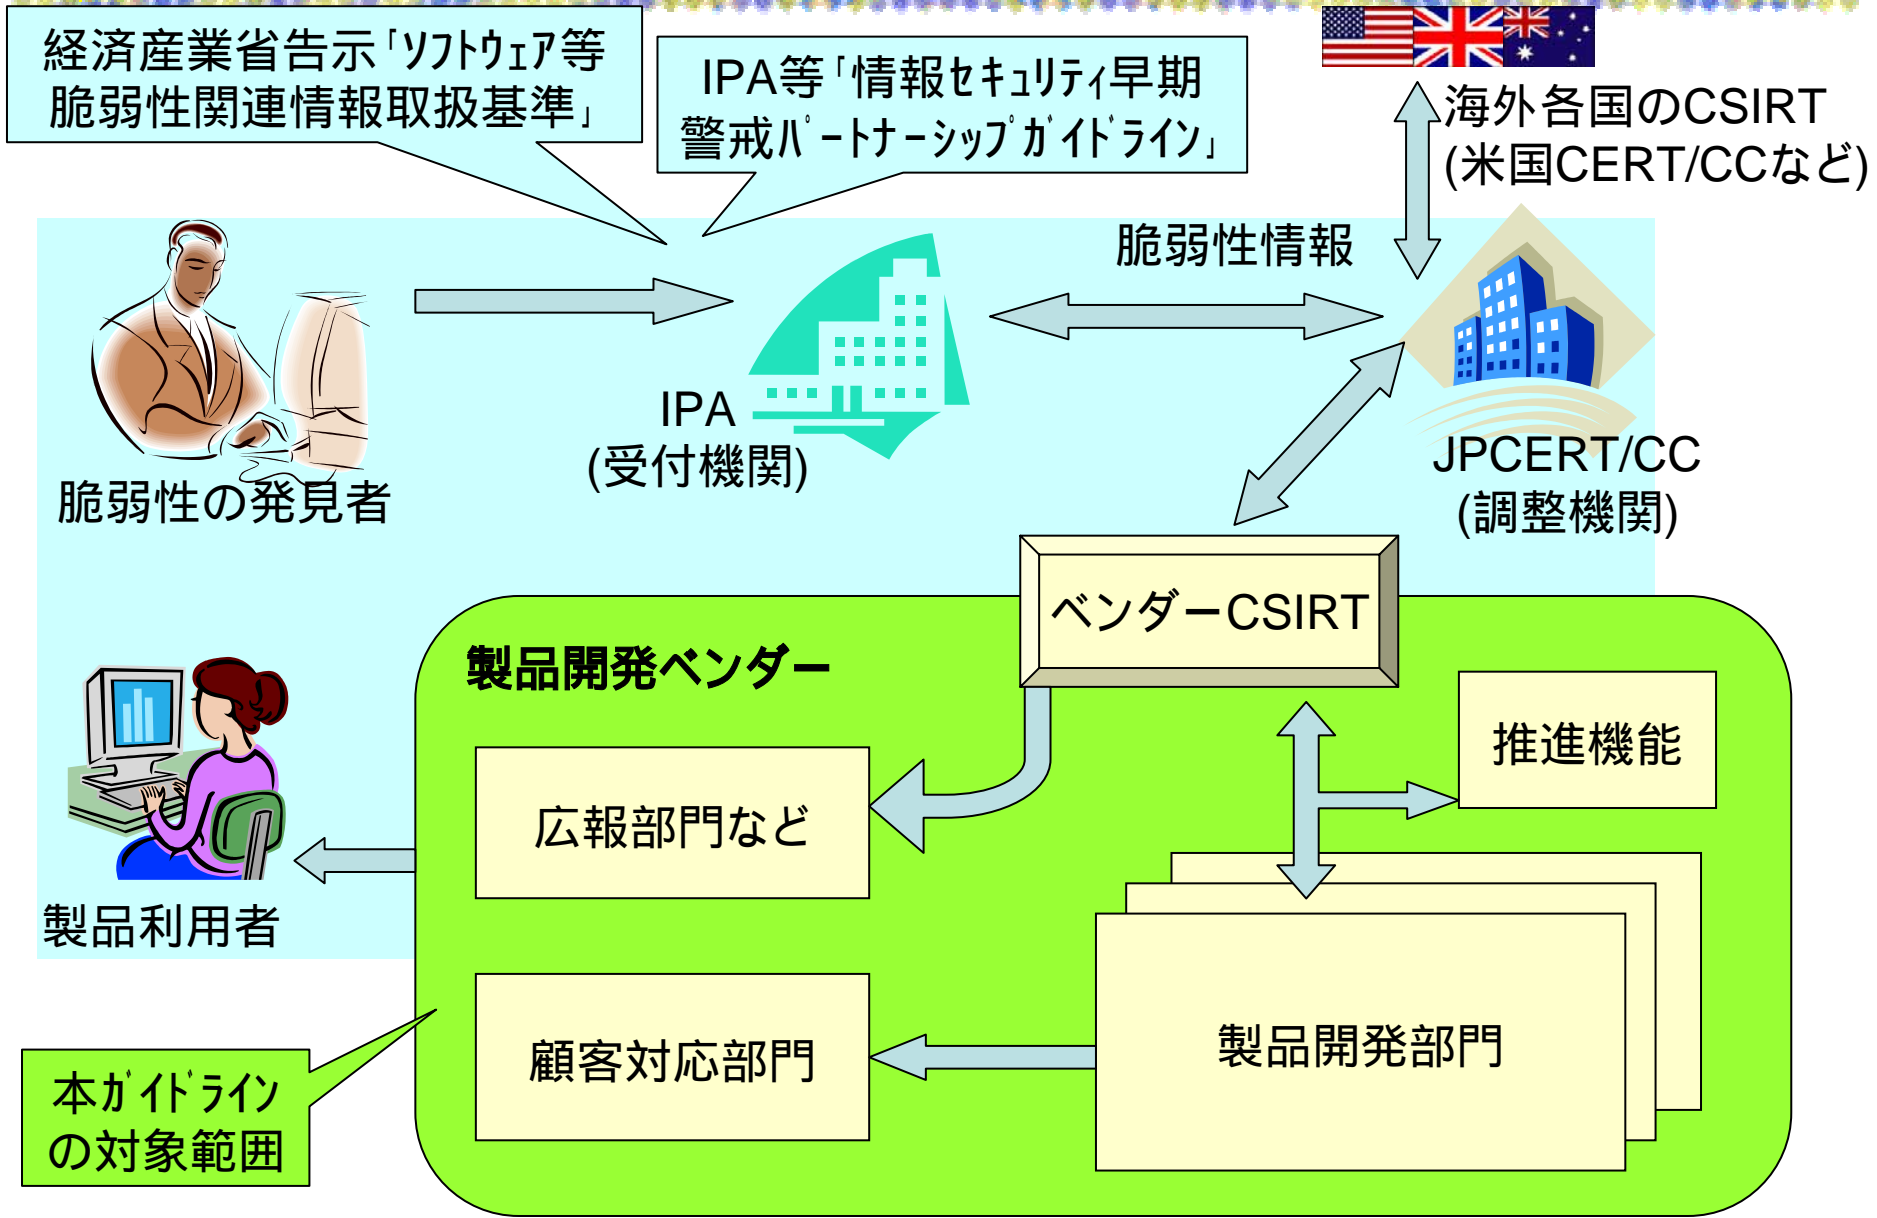 経済産業省告示「ソフトウェア等
脆弱性関連情報取扱基準」
IPA等「情報セキュリティ早期
警戒パートナーシップガイドライン」
海外各国のCSIRT
(米国CERT/CCなど)
脆弱性情報
IPA
(受付機関)
JPCERT/CC
(調整機関)
脆弱性の発見者
ベンダーCSIRT
製品開発ベンダー
推進機能
広報部門など
製品利用者
顧客対応部門
製品開発部門
本ガイドライン
の対象範囲